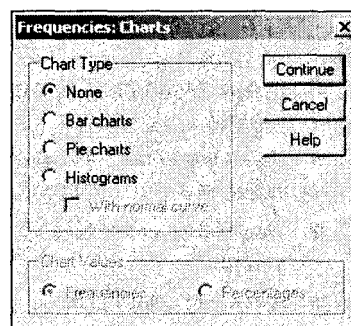 Frequencies: Charts
Chart Type
None
Bar charts
Pie charts
Histograms
With normal curve
Continue
Cancel
Help
Chart Values
Frequencies
Percentages